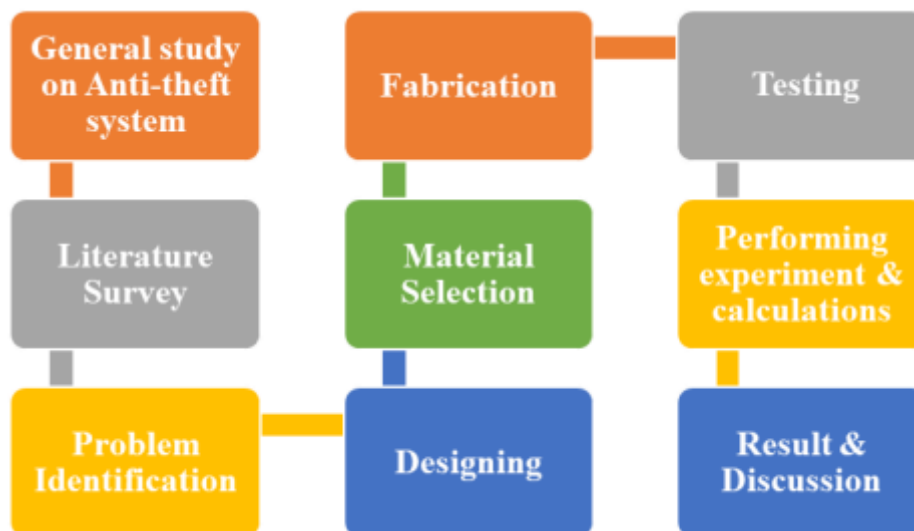 General study
on Anti-theft
system
Literature
Survey
Problem
Identification
Designing
Material
Selection
Fabrication
Testing
Performing
experiment &
calculations
Result &
Discussion